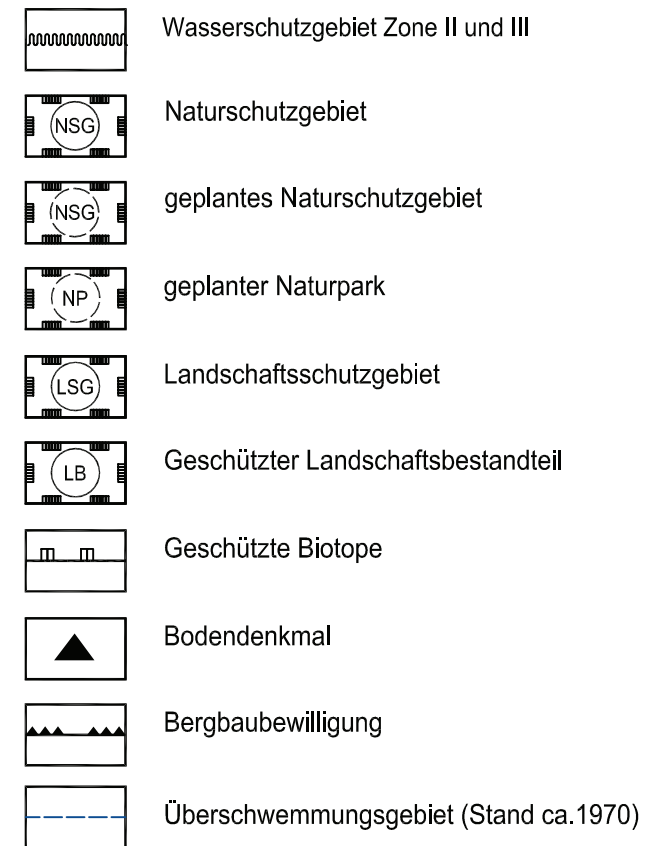 Wasserschutzgebiet Zone II und III
NSG Naturschutzgebiet
NSG geplantes Naturschutzgebiet
NP geplanter Naturpark
LSG Landschaftsschutzgebiet
LB Geschützter Landschaftsbestandteil
Geschützte Biotope
Bodendenkmal
Bergbaubewilligung
Überschwemmungsgebiet (Stand ca.1970)